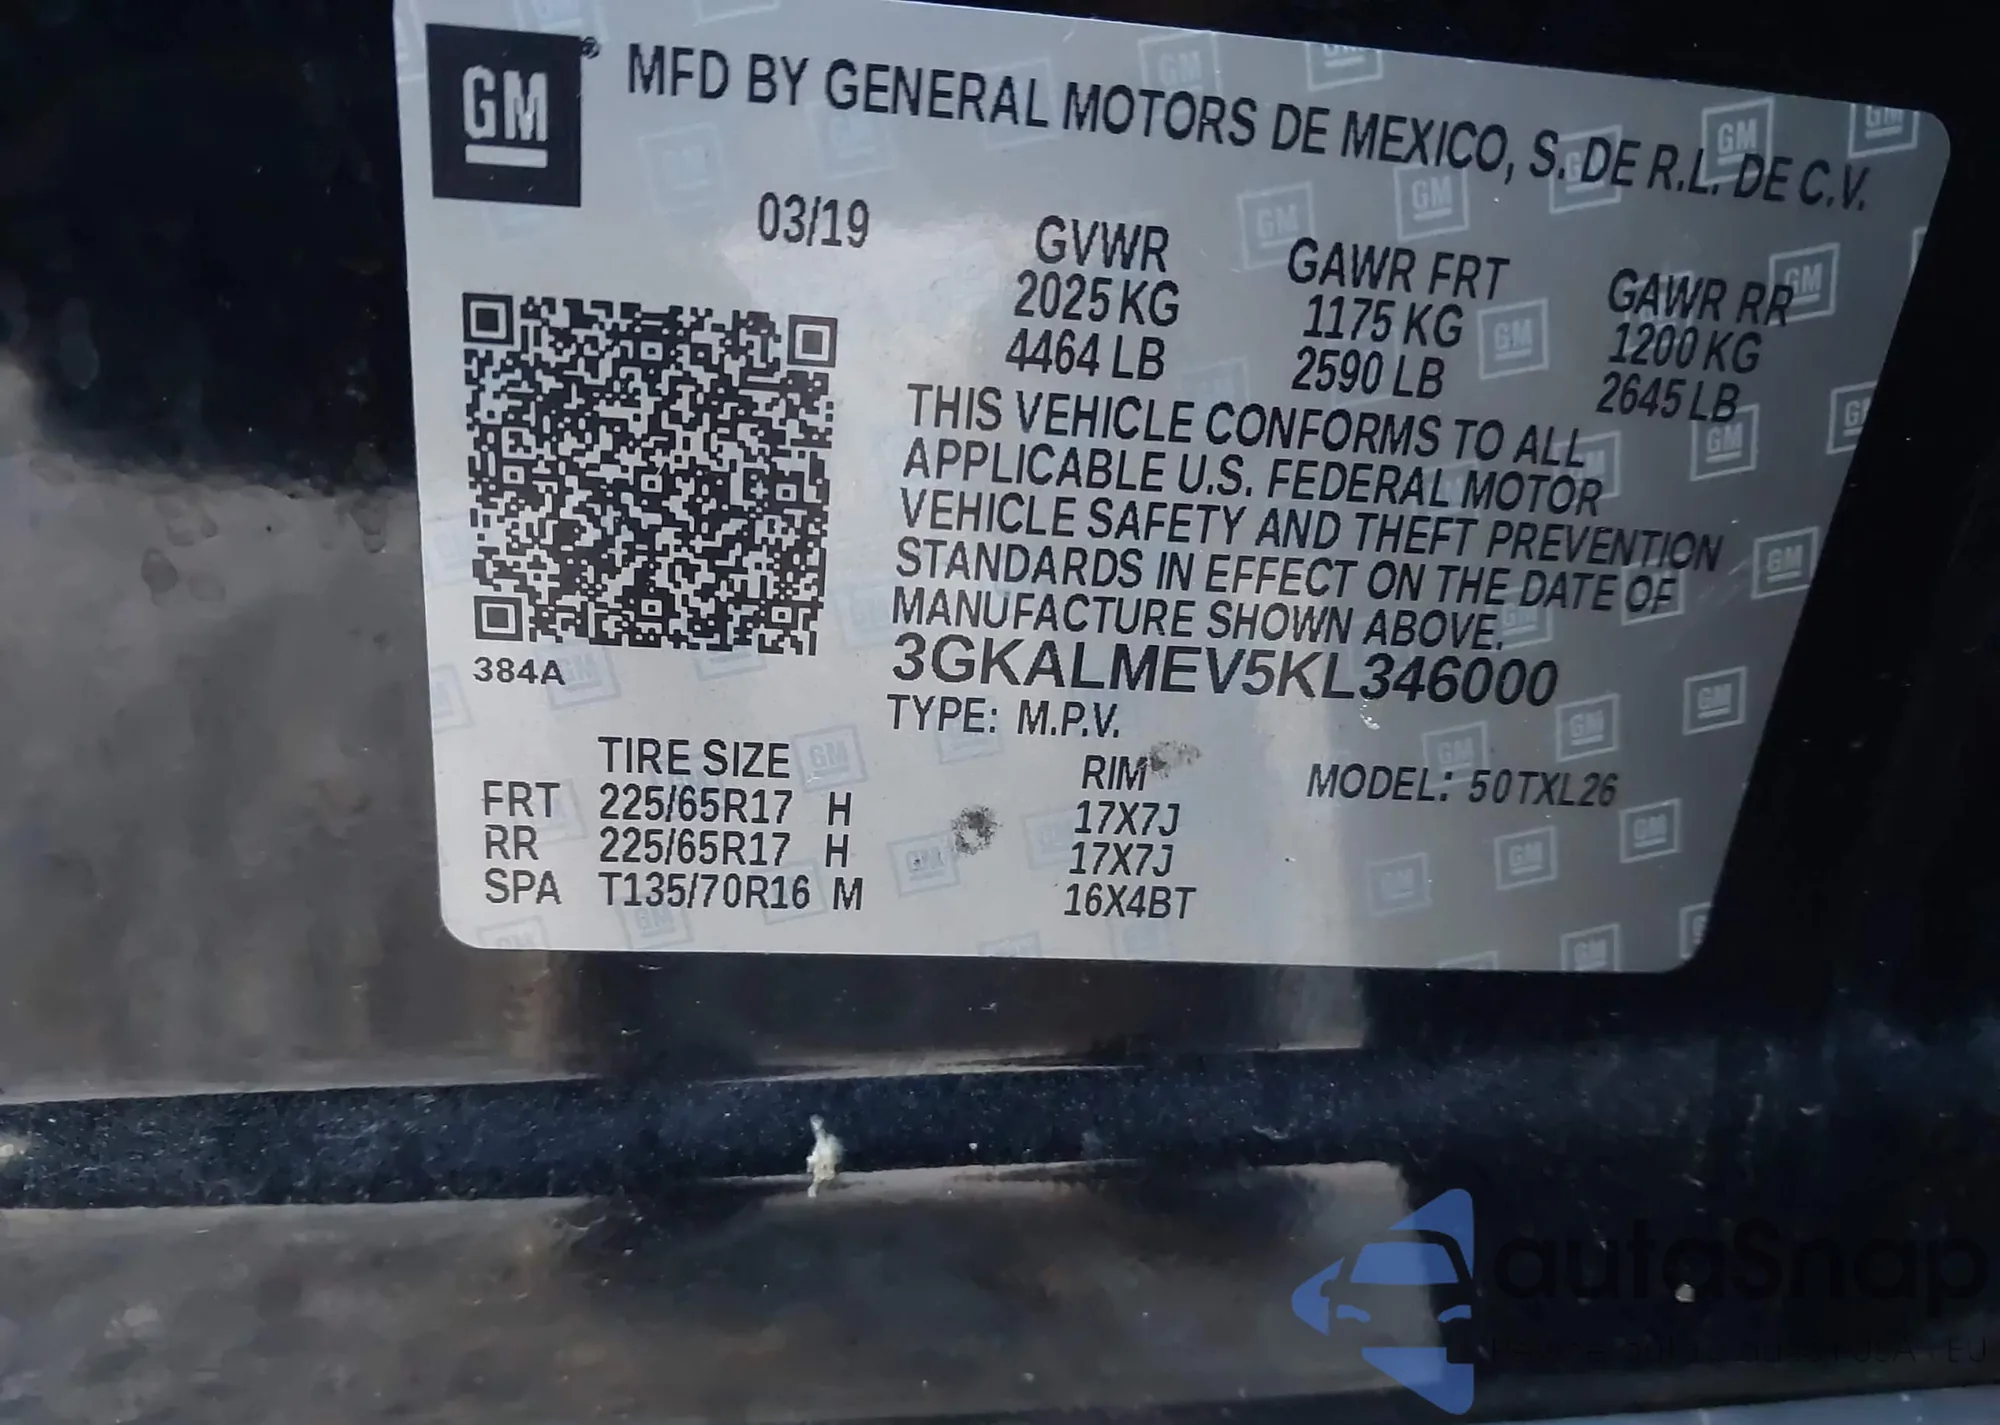 GM
MFD BY GENERAL MOTORS DE MEXICO, S. DE R.L. DE C.V.
03/19
GVWR GAWR FRT GAWR RR
2025 KG 1175 KG 1200 KG
4464 LB 2590 LB 2645 LB
THIS VEHICLE CONFORMS TO ALL
APPLICABLE U.S. FEDERAL MOTOR
VEHICLE SAFETY AND THEFT PREVENTION
STANDARDS IN EFFECT ON THE DATE OF
MANUFACTURE SHOWN ABOVE.
384A
3GKALMEV5KL346000
TYPE: M.P.V.
TIRE SIZE RIM MODEL: 50TXL26
FRT 225/65R17 H 17X7J
RR 225/65R17 H 17X7J
SPA T135/70R16 M 16X4BT
autoSnap